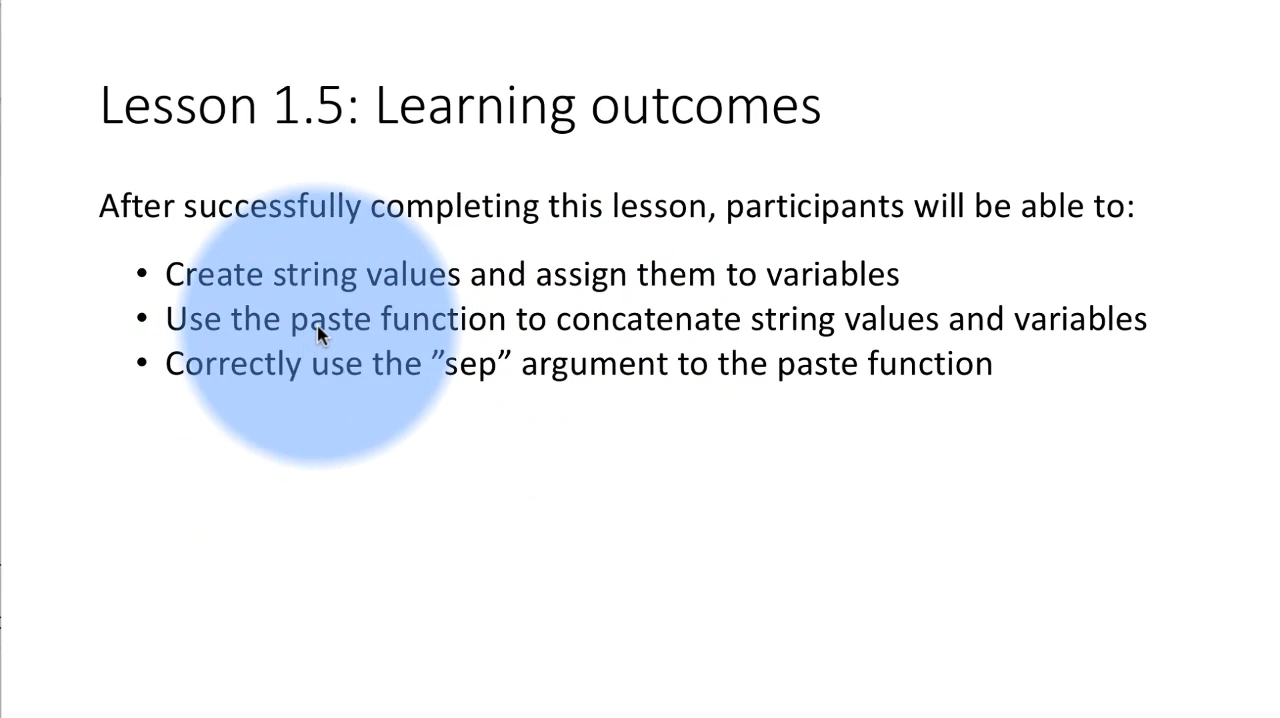 Lesson 1.5: Learning outcomes
After successfully completing this lesson, participants will be able to:
• Create string values and assign them to variables
• Use the paste function to concatenate string values and variables
• Correctly use the ”sep” argument to the paste function